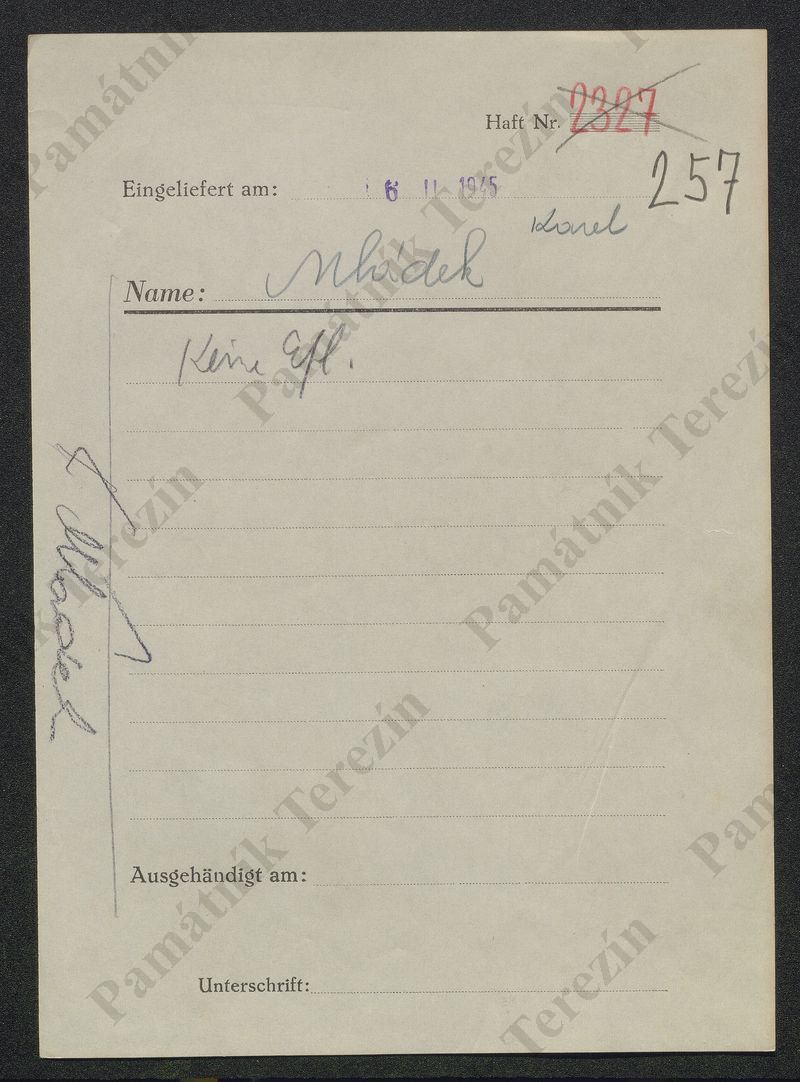 Haft Nr. 2327
257
Eingeliefert am: 6 II 1945
Karel
Name: Mládek
Keine Eff.
K Mládek
Ausgehändigt am:
Unterschrift:
Památník Terezín